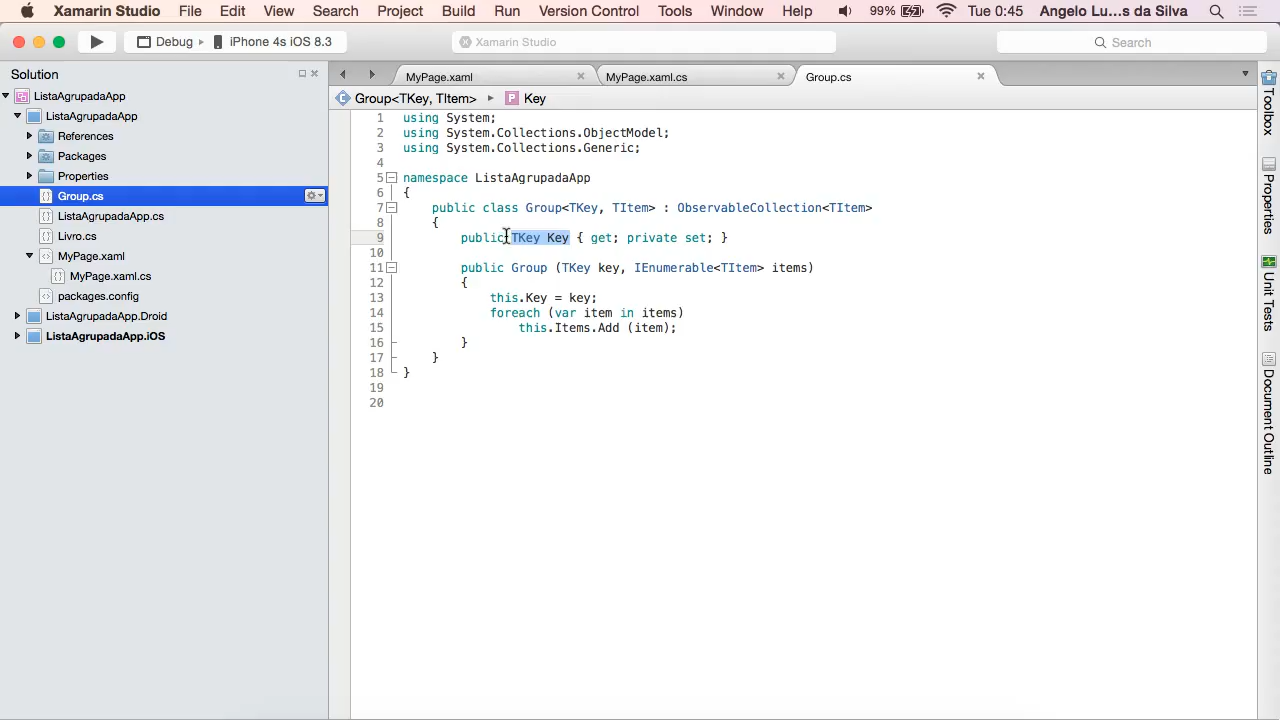 Xamarin Studio File Edit View Search Project Build Run Version Control Tools Window Help 99% Tue 0:45 Angelo Lu...s da Silva
Debug iPhone 4s iOS 8.3 Xamarin Studio Search
Solution
ListaAgrupadaApp
ListaAgrupadaApp
References
Packages
Properties
Group.cs
ListaAgrupadaApp.cs
Livro.cs
MyPage.xaml
MyPage.xaml.cs
packages.config
ListaAgrupadaApp.Droid
ListaAgrupadaApp.iOS
MyPage.xaml MyPage.xaml.cs Group.cs
Group<TKey, TItem> Key
1 using System;
2 using System.Collections.ObjectModel;
3 using System.Collections.Generic;
4
5 namespace ListaAgrupadaApp
6 {
7 public class Group<TKey, TItem> : ObservableCollection<TItem>
8 {
9 public TKey Key { get; private set; }
10
11 public Group (TKey key, IEnumerable<TItem> items)
12 {
13 this.Key = key;
14 foreach (var item in items)
15 this.Items.Add (item);
16 }
17 }
18 }
19
20
Toolbox
Properties
Unit Tests
Document Outline